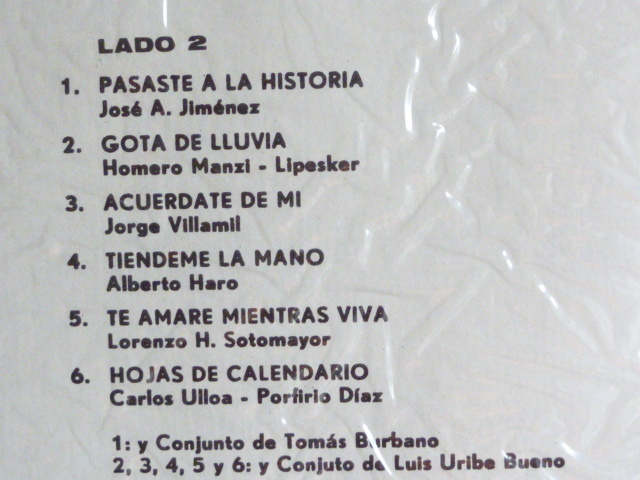 LADO 2
1. PASASTE A LA HISTORIA
José A. Jiménez
2. GOTA DE LLUVIA
Homero Manzi - Lipesker
3. ACUERDATE DE MI
Jorge Villamil
4. TIENDEME LA MANO
Alberto Haro
5. TE AMARE MIENTRAS VIVA
Lorenzo H. Sotomayor
6. HOJAS DE CALENDARIO
Carlos Ulloa - Porfirio Díaz
1: y Conjunto de Tomás Burbano
2, 3, 4, 5 y 6: y Conjuto de Luis Uribe Bueno